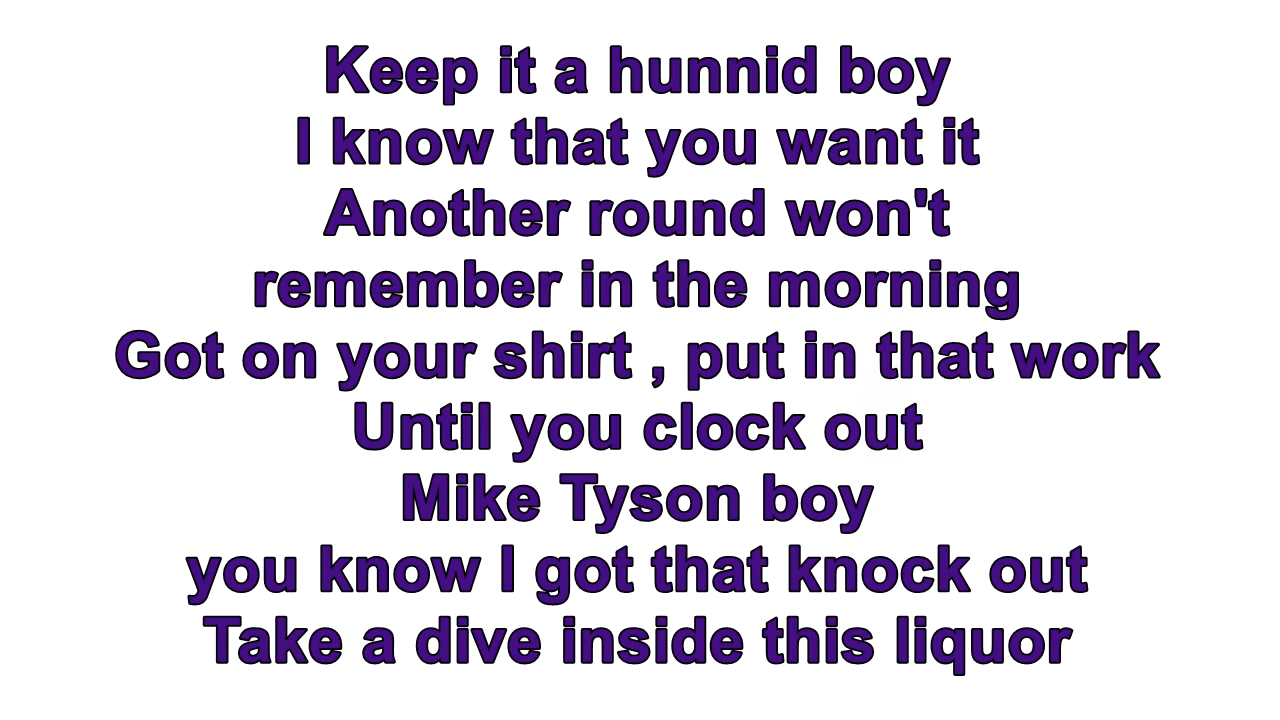 Keep it a hunnid boy
I know that you want it
Another round won't
remember in the morning
Got on your shirt , put in that work
Until you clock out
Mike Tyson boy
you know I got that knock out
Take a dive inside this liquor